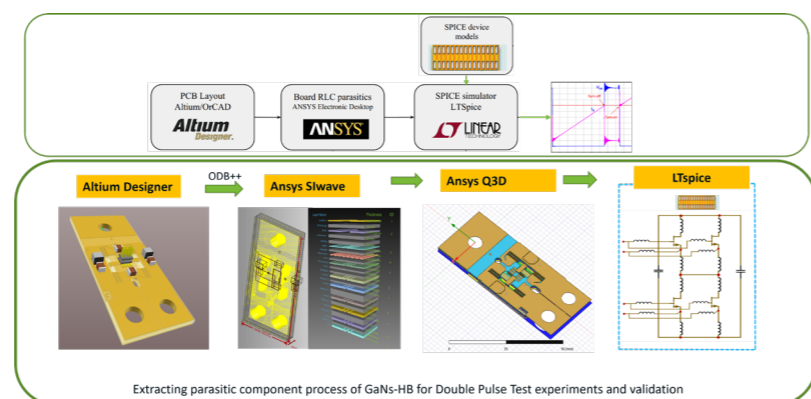 SPICE device
models
PCB Layout
Altium/OrCAD
Altium
Designer.
Board RLC parasitics
ANSYS Electronic Desktop
ANSYS
SPICE simulator
LTSpice
LINEAR
TECHNOLOGY
Altium Designer
ODB++
Ansys SIwave
Ansys Q3D
LTspice
Extracting parasitic component process of GaNs-HB for Double Pulse Test experiments and validation